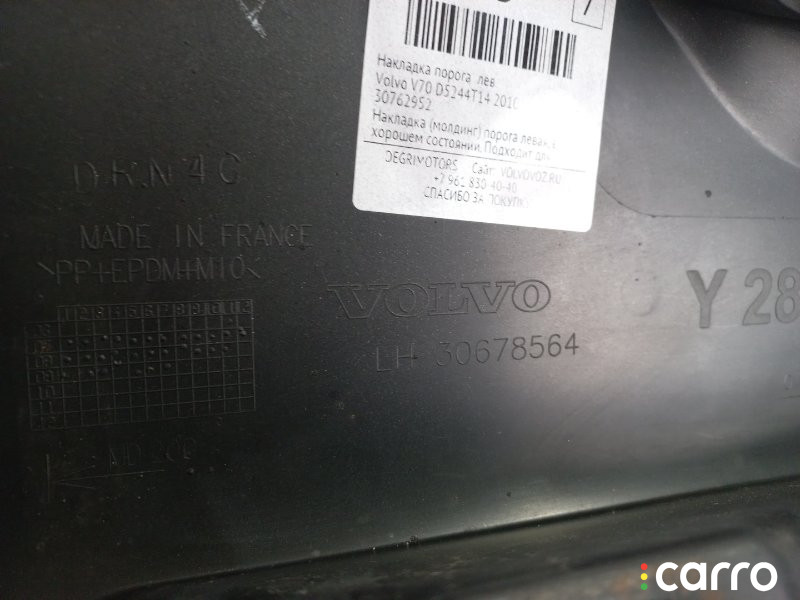 7
Накладка порога лев.
Volvo V70 D5244T14 2010
30762952
Накладка (молдинг) порога левая, в
хорошем состоянии. Подходит для
DEGRIMOTORS Сайт: VOLVOVOZ.RU
+7 961 830-40-40
СПАСИБО ЗА ПОКУПКУ
D.K.N 4 C
MADE IN FRANCE
>PP+EPDM+M10<
VOLVO
LH 30678564
Y 28
carro